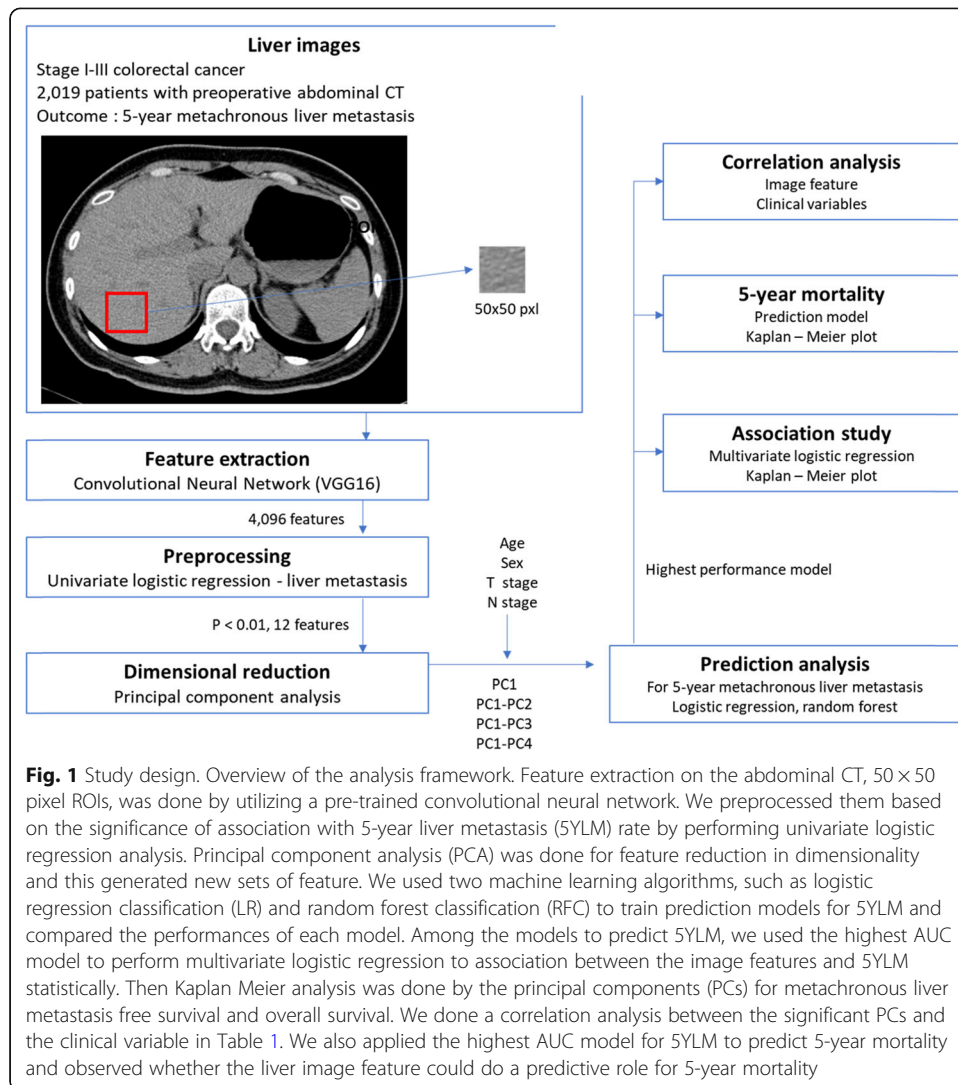 Liver images
Stage I-III colorectal cancer
2,019 patients with preoperative abdominal CT
Outcome : 5-year metachronous liver metastasis
50x50 pxl
Feature extraction
Convolutional Neural Network (VGG16)
4,096 features
Preprocessing
Univariate logistic regression - liver metastasis
P < 0.01, 12 features
Dimensional reduction
Principal component analysis
Age
Sex
T stage
N stage
PC1
PC1-PC2
PC1-PC3
PC1-PC4
Correlation analysis
Image feature
Clinical variables
5-year mortality
Prediction model
Kaplan – Meier plot
Association study
Multivariate logistic regression
Kaplan – Meier plot
Highest performance model
Prediction analysis
For 5-year metachronous liver metastasis
Logistic regression, random forest
Fig. 1 Study design. Overview of the analysis framework. Feature extraction on the abdominal CT, 50 × 50
pixel ROIs, was done by utilizing a pre-trained convolutional neural network. We preprocessed them based
on the significance of association with 5-year liver metastasis (5YLM) rate by performing univariate logistic
regression analysis. Principal component analysis (PCA) was done for feature reduction in dimensionality
and this generated new sets of feature. We used two machine learning algorithms, such as logistic
regression classification (LR) and random forest classification (RFC) to train prediction models for 5YLM and
compared the performances of each model. Among the models to predict 5YLM, we used the highest AUC
model to perform multivariate logistic regression to association between the image features and 5YLM
statistically. Then Kaplan Meier analysis was done by the principal components (PCs) for metachronous liver
metastasis free survival and overall survival. We done a correlation analysis between the significant PCs and
the clinical variable in Table 1. We also applied the highest AUC model for 5YLM to predict 5-year mortality
and observed whether the liver image feature could do a predictive role for 5-year mortality